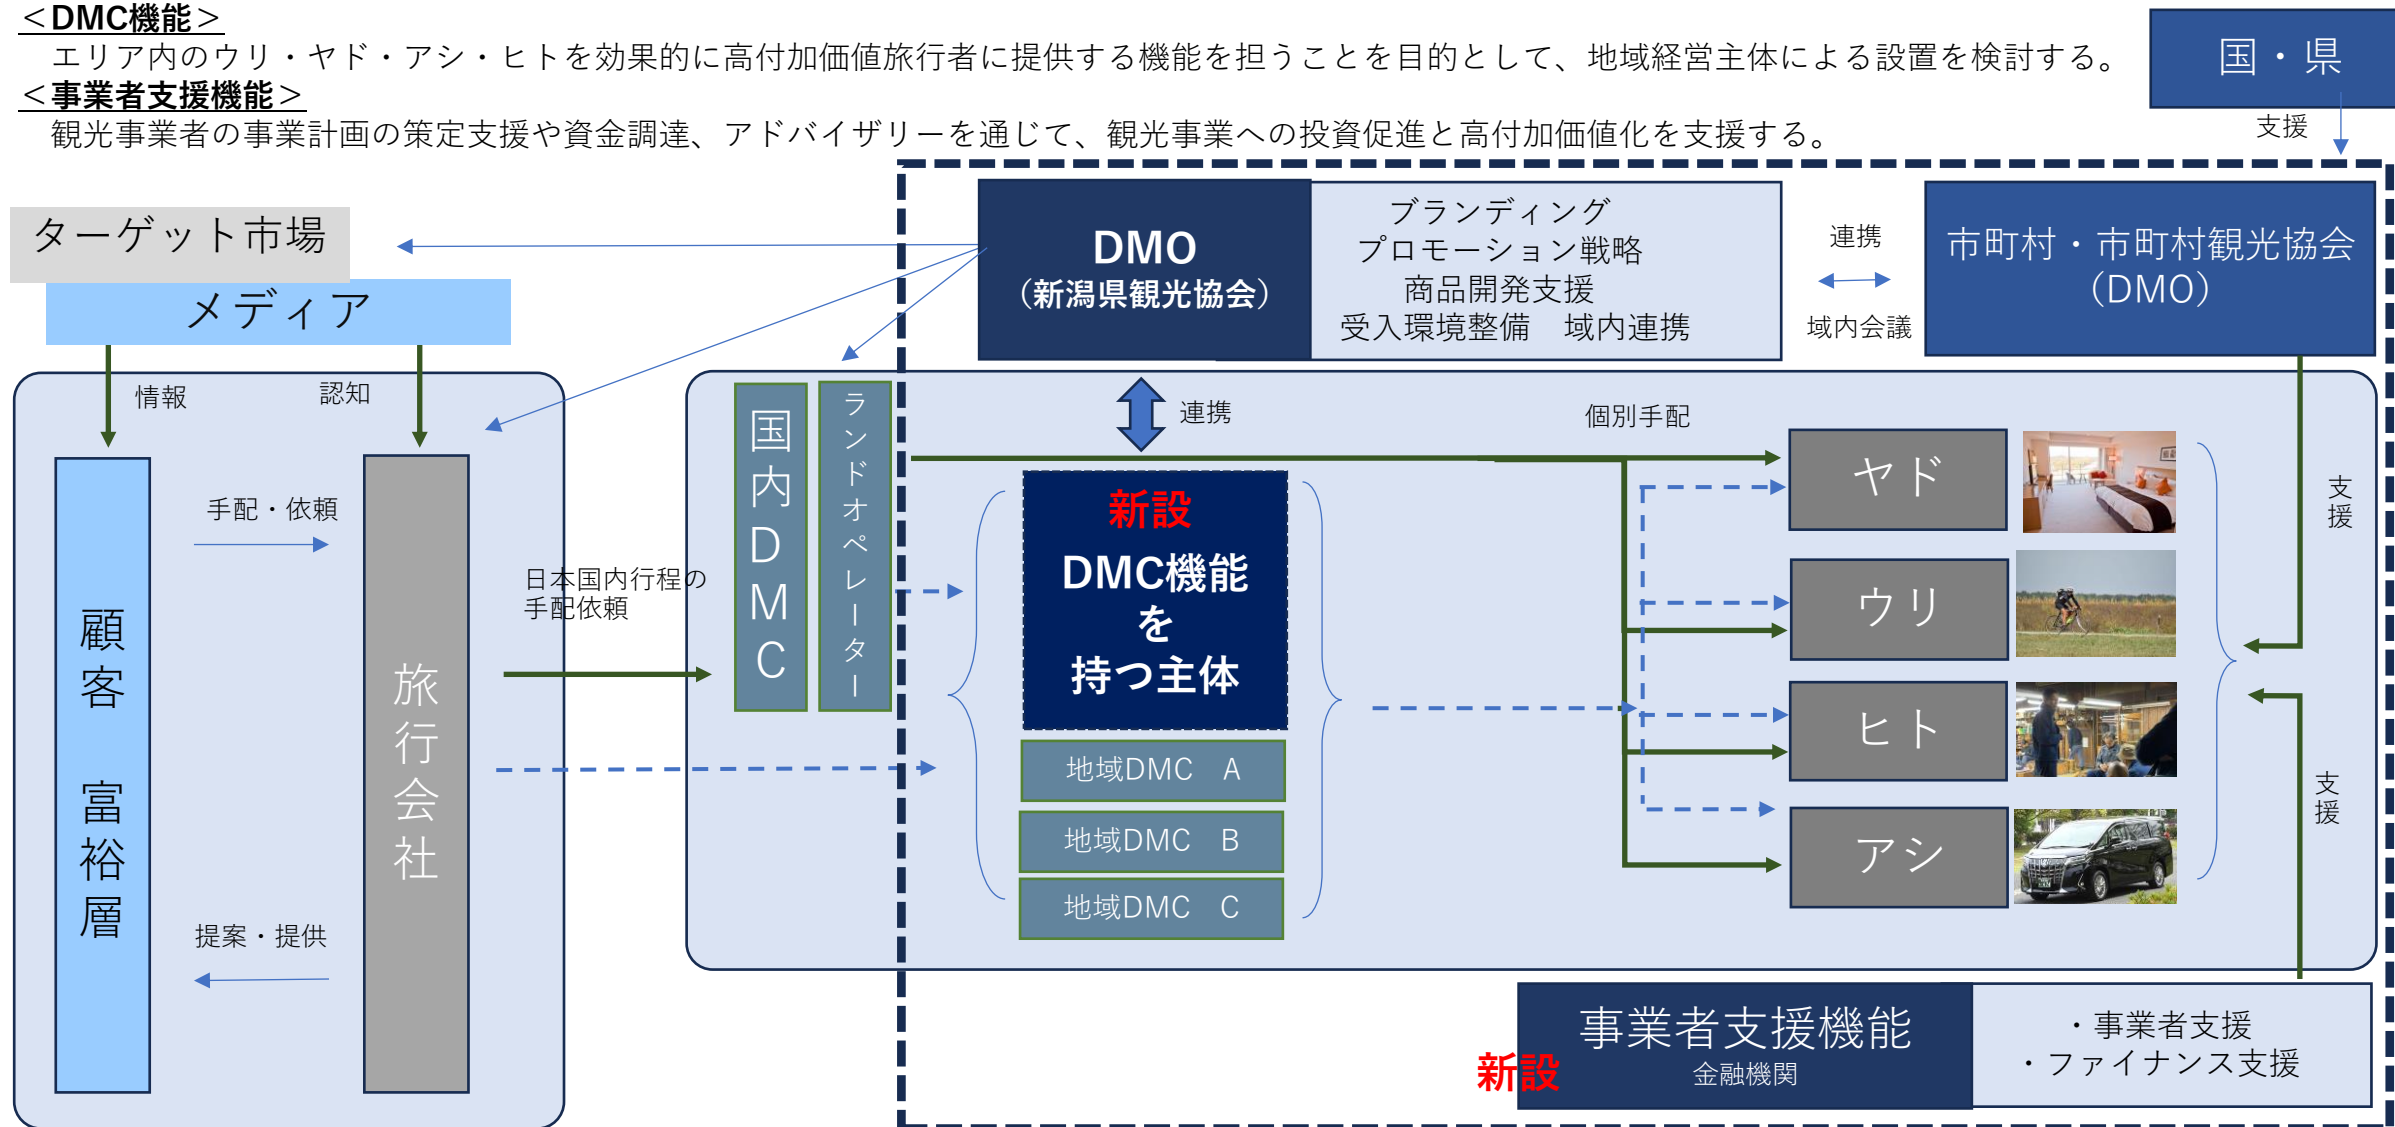 ＜DMC機能＞
エリア内のウリ・ヤド・アシ・ヒトを効果的に高付加価値旅行者に提供する機能を担うことを目的として、地域経営主体による設置を検討する。
＜事業者支援機能＞
観光事業者の事業計画の策定支援や資金調達、アドバイザリーを通じて、観光事業への投資促進と高付加価値化を支援する。
国・県
支援
ターゲット市場
メディア
情報
認知
顧客　富裕層
手配・依頼
提案・提供
旅行会社
日本国内行程の
手配依頼
DMO
（新潟県観光協会）
ブランディング
プロモーション戦略
商品開発支援
受入環境整備　域内連携
連携
域内会議
市町村・市町村観光協会
（DMO）
国内DMC
ランドオペレーター
連携
個別手配
新設
DMC機能
を
持つ主体
地域DMC　A
地域DMC　B
地域DMC　C
ヤド
ウリ
ヒト
アシ
支援
支援
新設
事業者支援機能
金融機関
・事業者支援
・ファイナンス支援